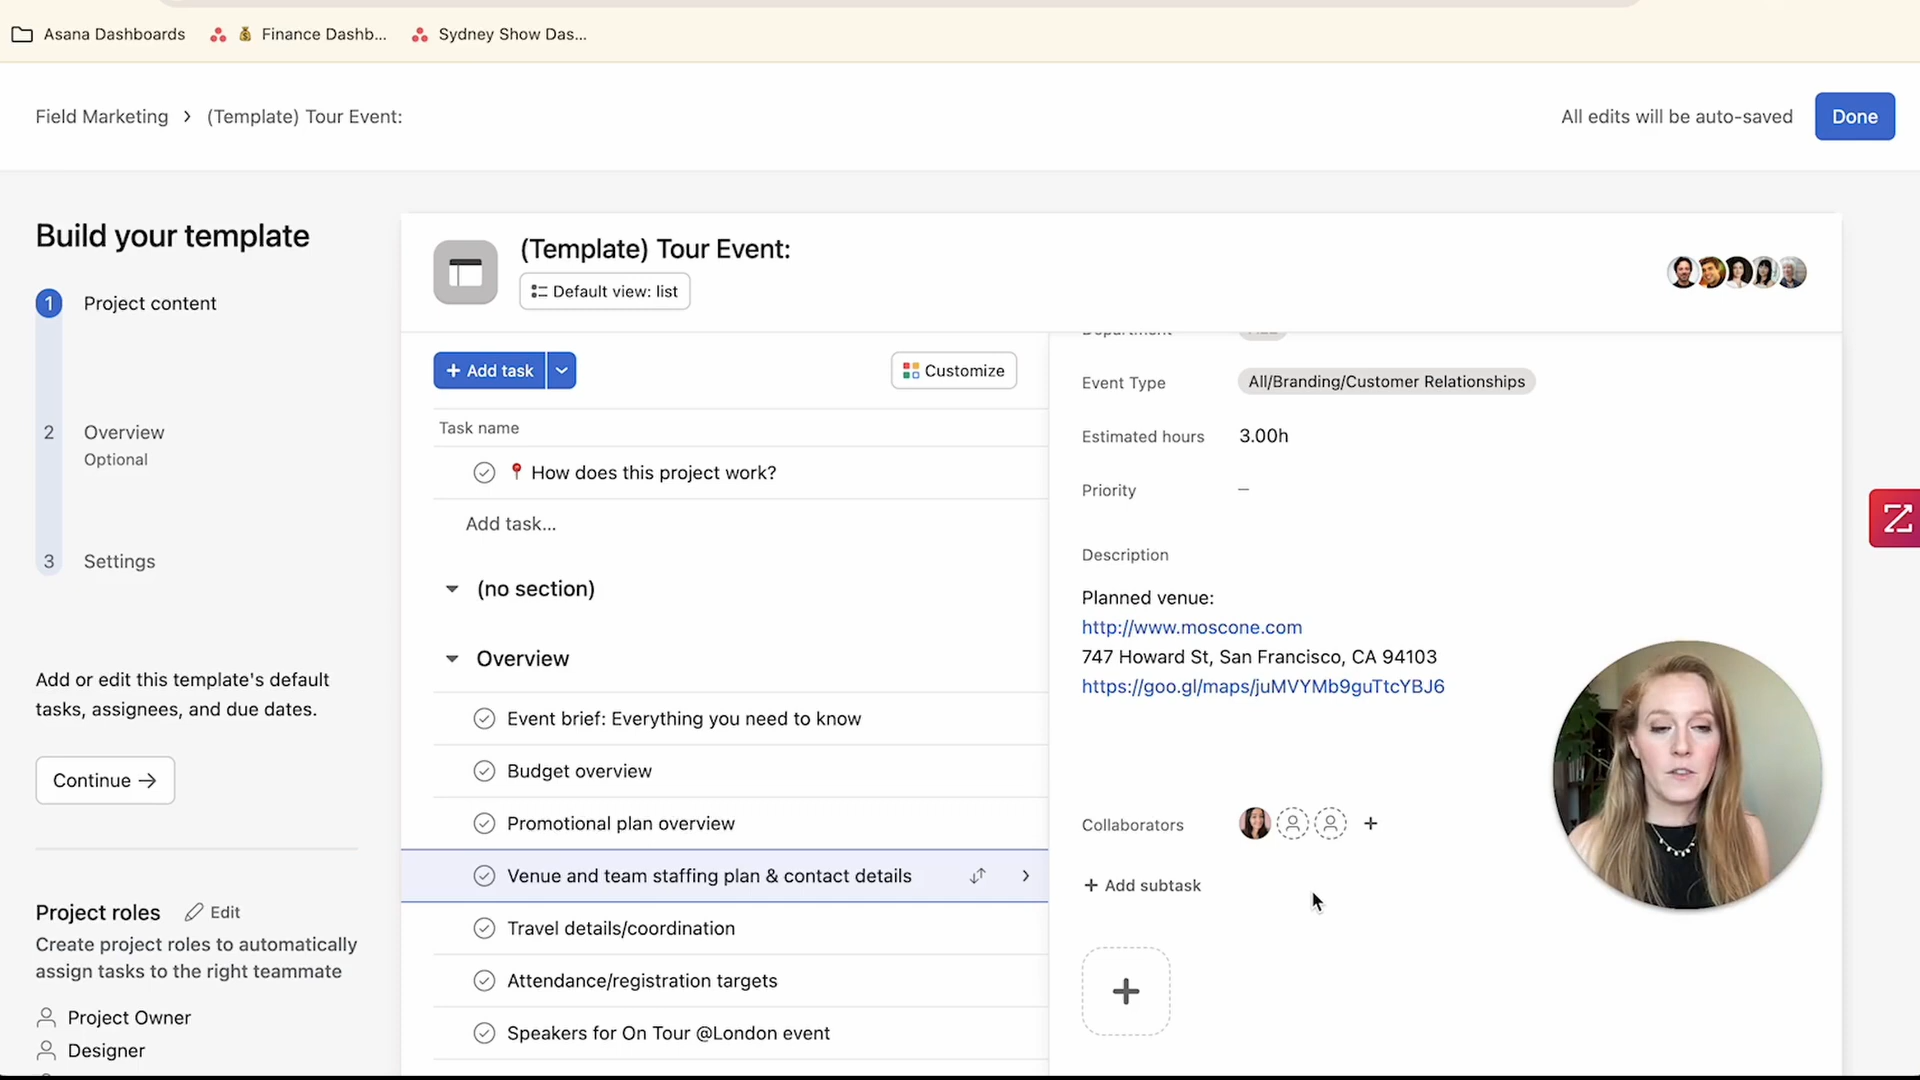 Asana Dashboards
Finance Dashb...
Sydney Show Das...
Field Marketing > (Template) Tour Event:
All edits will be auto-saved
Done
Build your template
1 Project content
2 Overview
Optional
3 Settings
Add or edit this template's default
tasks, assignees, and due dates.
Continue →
Project roles
Edit
Create project roles to automatically
assign tasks to the right teammate
Project Owner
Designer
(Template) Tour Event:
Default view: list
+ Add task
Customize
Task name
📍 How does this project work?
Add task...
(no section)
Overview
Event brief: Everything you need to know
Budget overview
Promotional plan overview
Venue and team staffing plan & contact details
Travel details/coordination
Attendance/registration targets
Speakers for On Tour @London event
Department
Event Type
All/Branding/Customer Relationships
Estimated hours
3.00h
Priority
—
Description
Planned venue:
http://www.moscone.com
747 Howard St, San Francisco, CA 94103
https://goo.gl/maps/juMVYMb9guTtcYBJ6
Collaborators
+ Add subtask